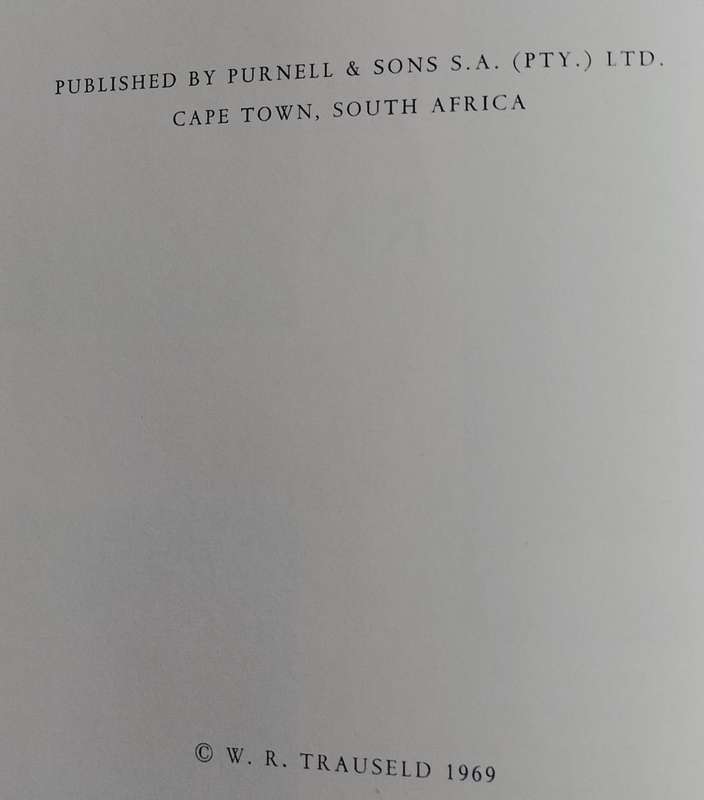 PUBLISHED BY PURNELL & SONS S.A. (PTY.) LTD.
CAPE TOWN, SOUTH AFRICA
© W. R. TRAUSELD 1969